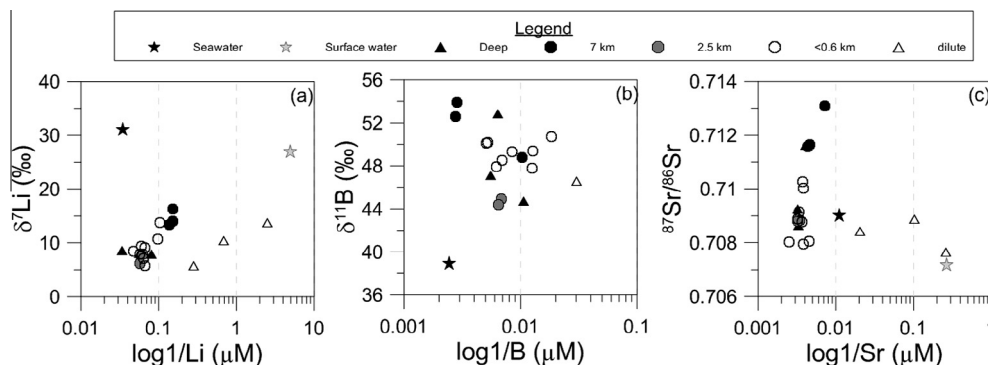 Legend
Seawater Surface water Deep 7 km 2.5 km <0.6 km dilute
(a)
δ⁷Li (‰)
40
30
20
10
0
0.01 0.1 1 10
log1/Li (μM)
(b)
δ¹¹B (‰)
56
52
48
44
40
36
0.001 0.01 0.1
log1/B (μM)
(c)
⁸⁷Sr/⁸⁶Sr
0.714
0.712
0.71
0.708
0.706
0.001 0.01 0.1 1
log1/Sr (μM)